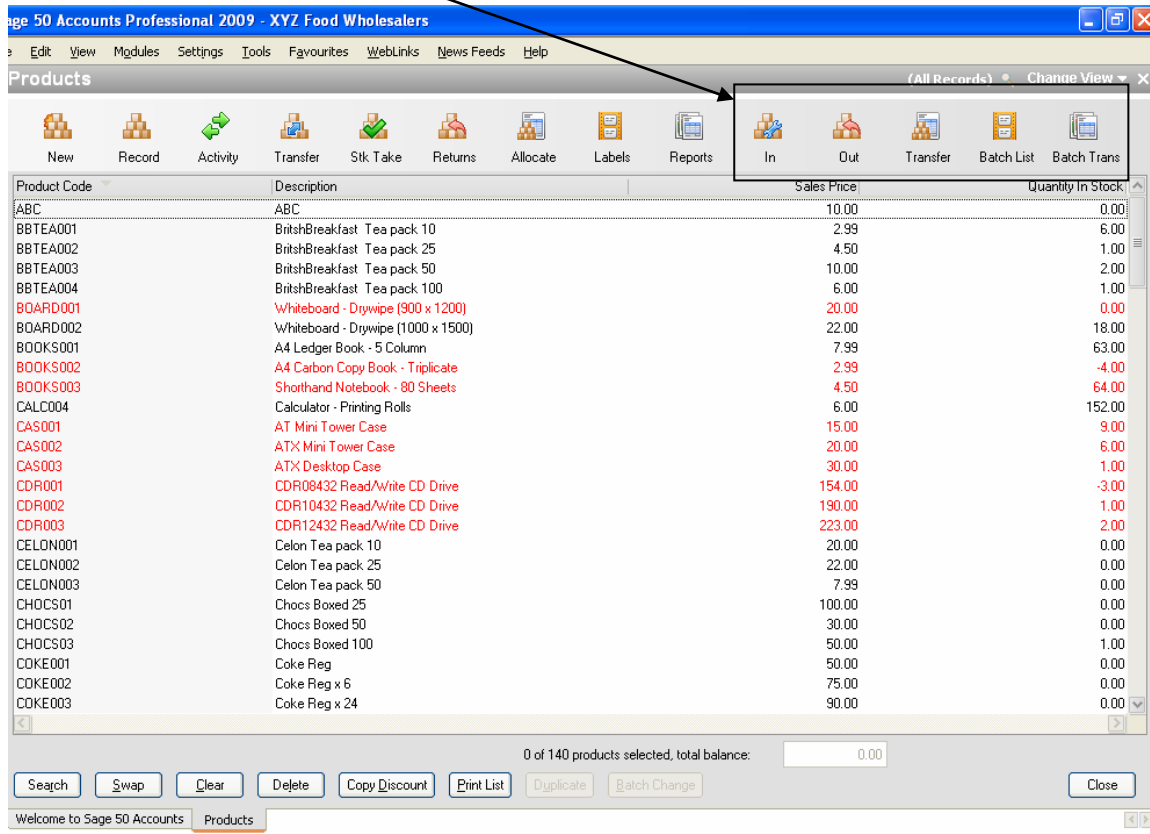 age 50 Accounts Professional 2009 - XYZ Food Wholesalers
e Edit View Modules Settings Tools Favourites WebLinks News Feeds Help
Products (All Records) Change View
New Record Activity Transfer Stk Take Returns Allocate Labels Reports In Out Transfer Batch List Batch Trans
Product Code Description Sales Price Quantity In Stock
ABC ABC 10.00 0.00
BBTEA001 BritshBreakfast Tea pack 10 2.99 6.00
BBTEA002 BritshBreakfast Tea pack 25 4.50 1.00
BBTEA003 BritshBreakfast Tea pack 50 10.00 2.00
BBTEA004 BritshBreakfast Tea pack 100 6.00 1.00
BOARD001 Whiteboard - Drywipe (900 x 1200) 20.00 0.00
BOARD002 Whiteboard - Drywipe (1000 x 1500) 22.00 18.00
BOOKS001 A4 Ledger Book - 5 Column 7.99 63.00
BOOKS002 A4 Carbon Copy Book - Triplicate 2.99 -4.00
BOOKS003 Shorthand Notebook - 80 Sheets 4.50 64.00
CALC004 Calculator - Printing Rolls 6.00 152.00
CAS001 AT Mini Tower Case 15.00 9.00
CAS002 ATX Mini Tower Case 20.00 6.00
CAS003 ATX Desktop Case 30.00 1.00
CDR001 CDR08432 Read/Write CD Drive 154.00 -3.00
CDR002 CDR10432 Read/Write CD Drive 190.00 1.00
CDR003 CDR12432 Read/Write CD Drive 223.00 2.00
CELON001 Celon Tea pack 10 20.00 0.00
CELON002 Celon Tea pack 25 22.00 0.00
CELON003 Celon Tea pack 50 7.99 0.00
CHOCS01 Chocs Boxed 25 100.00 0.00
CHOCS02 Chocs Boxed 50 30.00 0.00
CHOCS03 Chocs Boxed 100 50.00 1.00
COKE001 Coke Reg 50.00 0.00
COKE002 Coke Reg x 6 75.00 0.00
COKE003 Coke Reg x 24 90.00 0.00
0 of 140 products selected, total balance: 0.00
Search Swap Clear Delete Copy Discount Print List Duplicate Batch Change Close
Welcome to Sage 50 Accounts Products